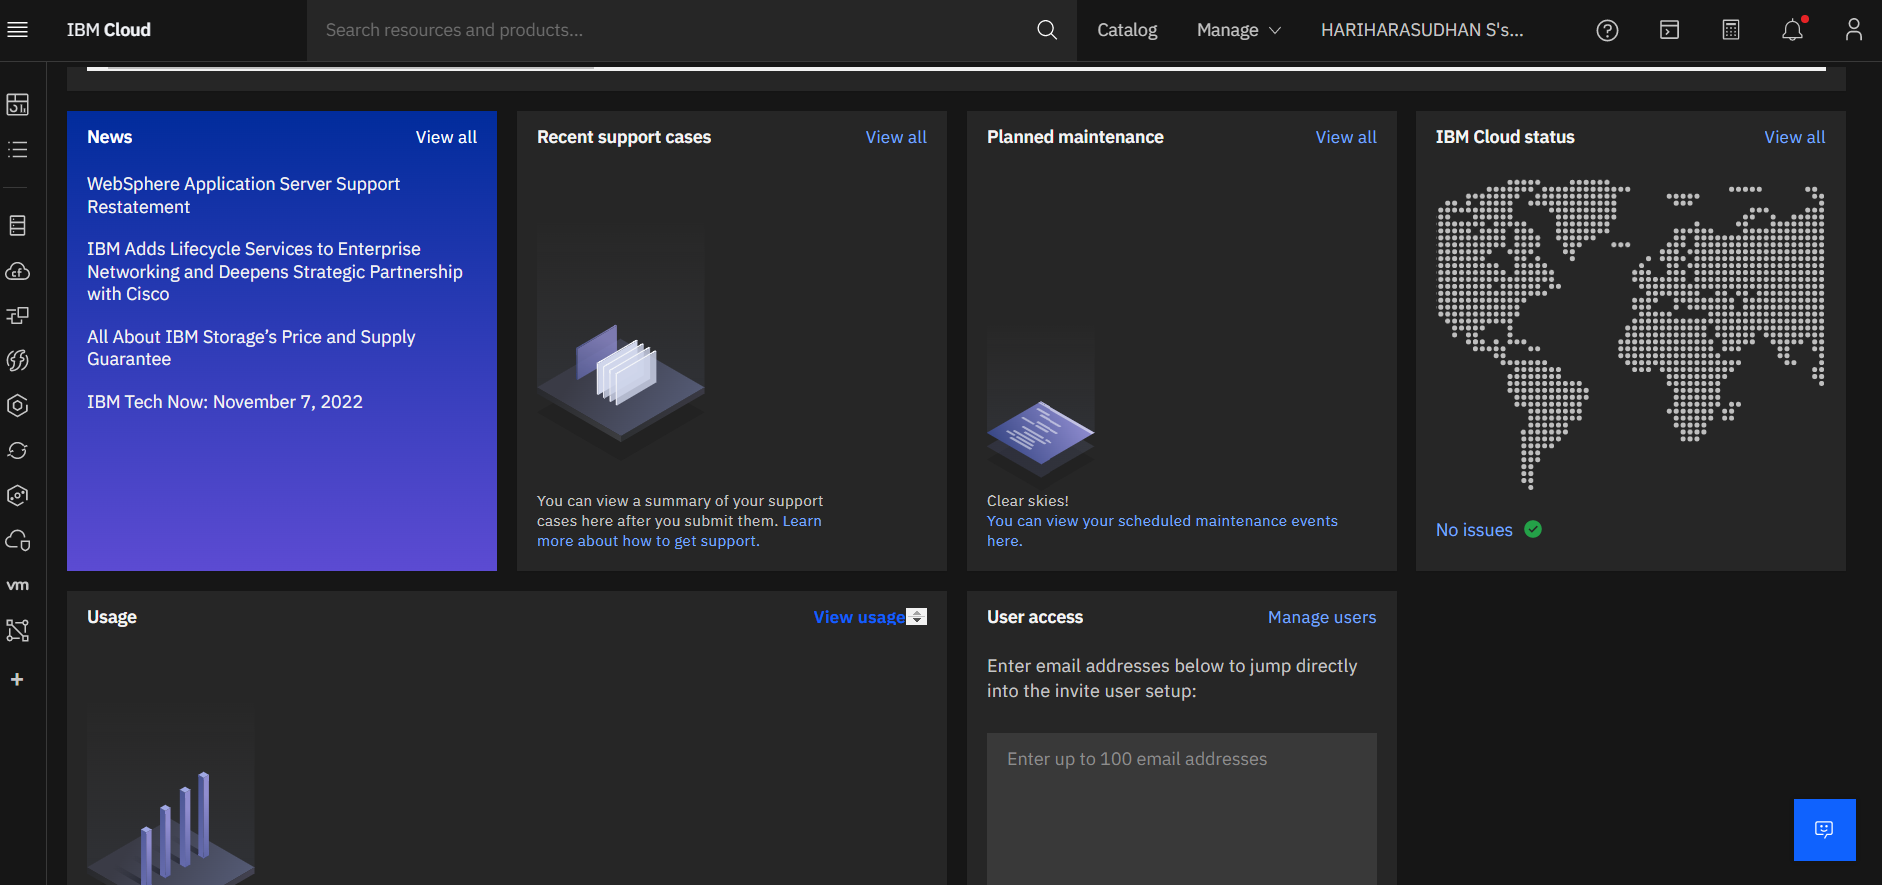 IBM Cloud
Search resources and products...
Catalog
Manage
HARIHARASUDHAN S's...
News
View all
WebSphere Application Server Support
Restatement
IBM Adds Lifecycle Services to Enterprise
Networking and Deepens Strategic Partnership
with Cisco
All About IBM Storage’s Price and Supply
Guarantee
IBM Tech Now: November 7, 2022
Recent support cases
View all
You can view a summary of your support
cases here after you submit them. Learn
more about how to get support.
Planned maintenance
View all
Clear skies!
You can view your scheduled maintenance events
here.
IBM Cloud status
View all
No issues
cf
vm
Usage
View usage
User access
Manage users
Enter email addresses below to jump directly
into the invite user setup:
Enter up to 100 email addresses